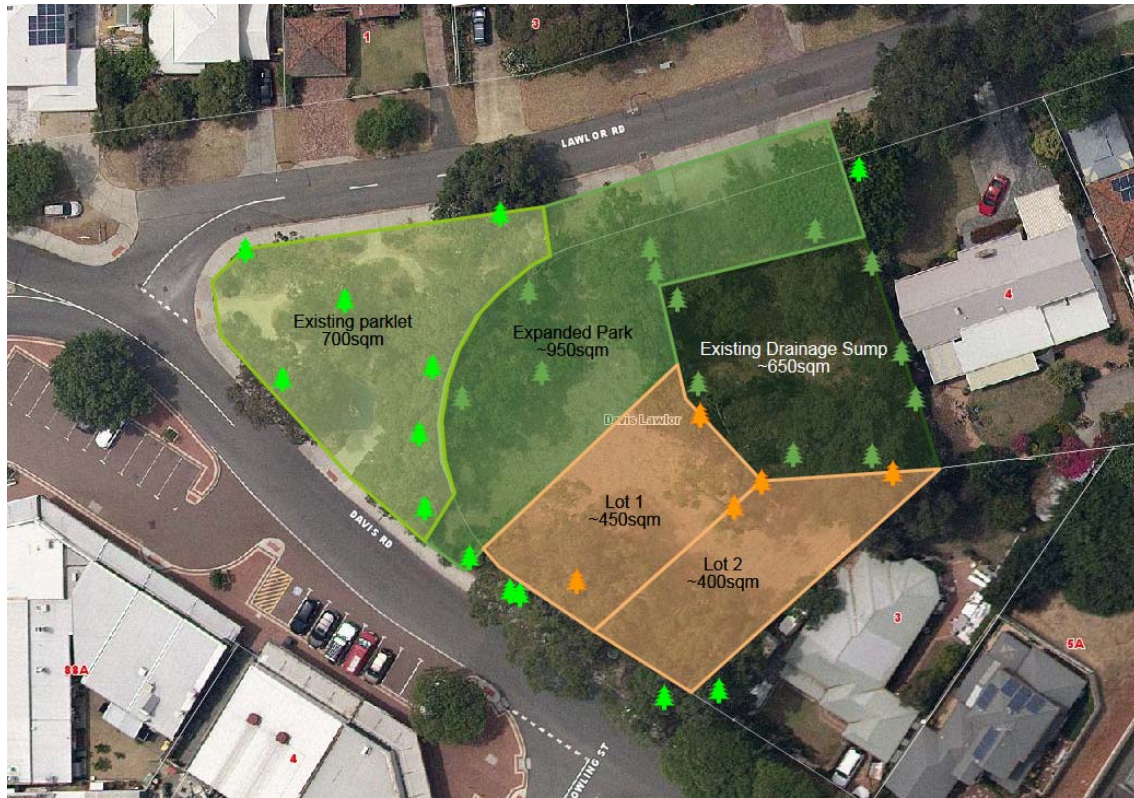 1
3
LAWLOR RD
4
Existing parklet
700sqm
Expanded Park
~950sqm
Existing Drainage Sump
~650sqm
Davis Lawlor
Lot 1
~450sqm
Lot 2
~400sqm
DAVIS RD
3
5A
88A
4
OWLING ST